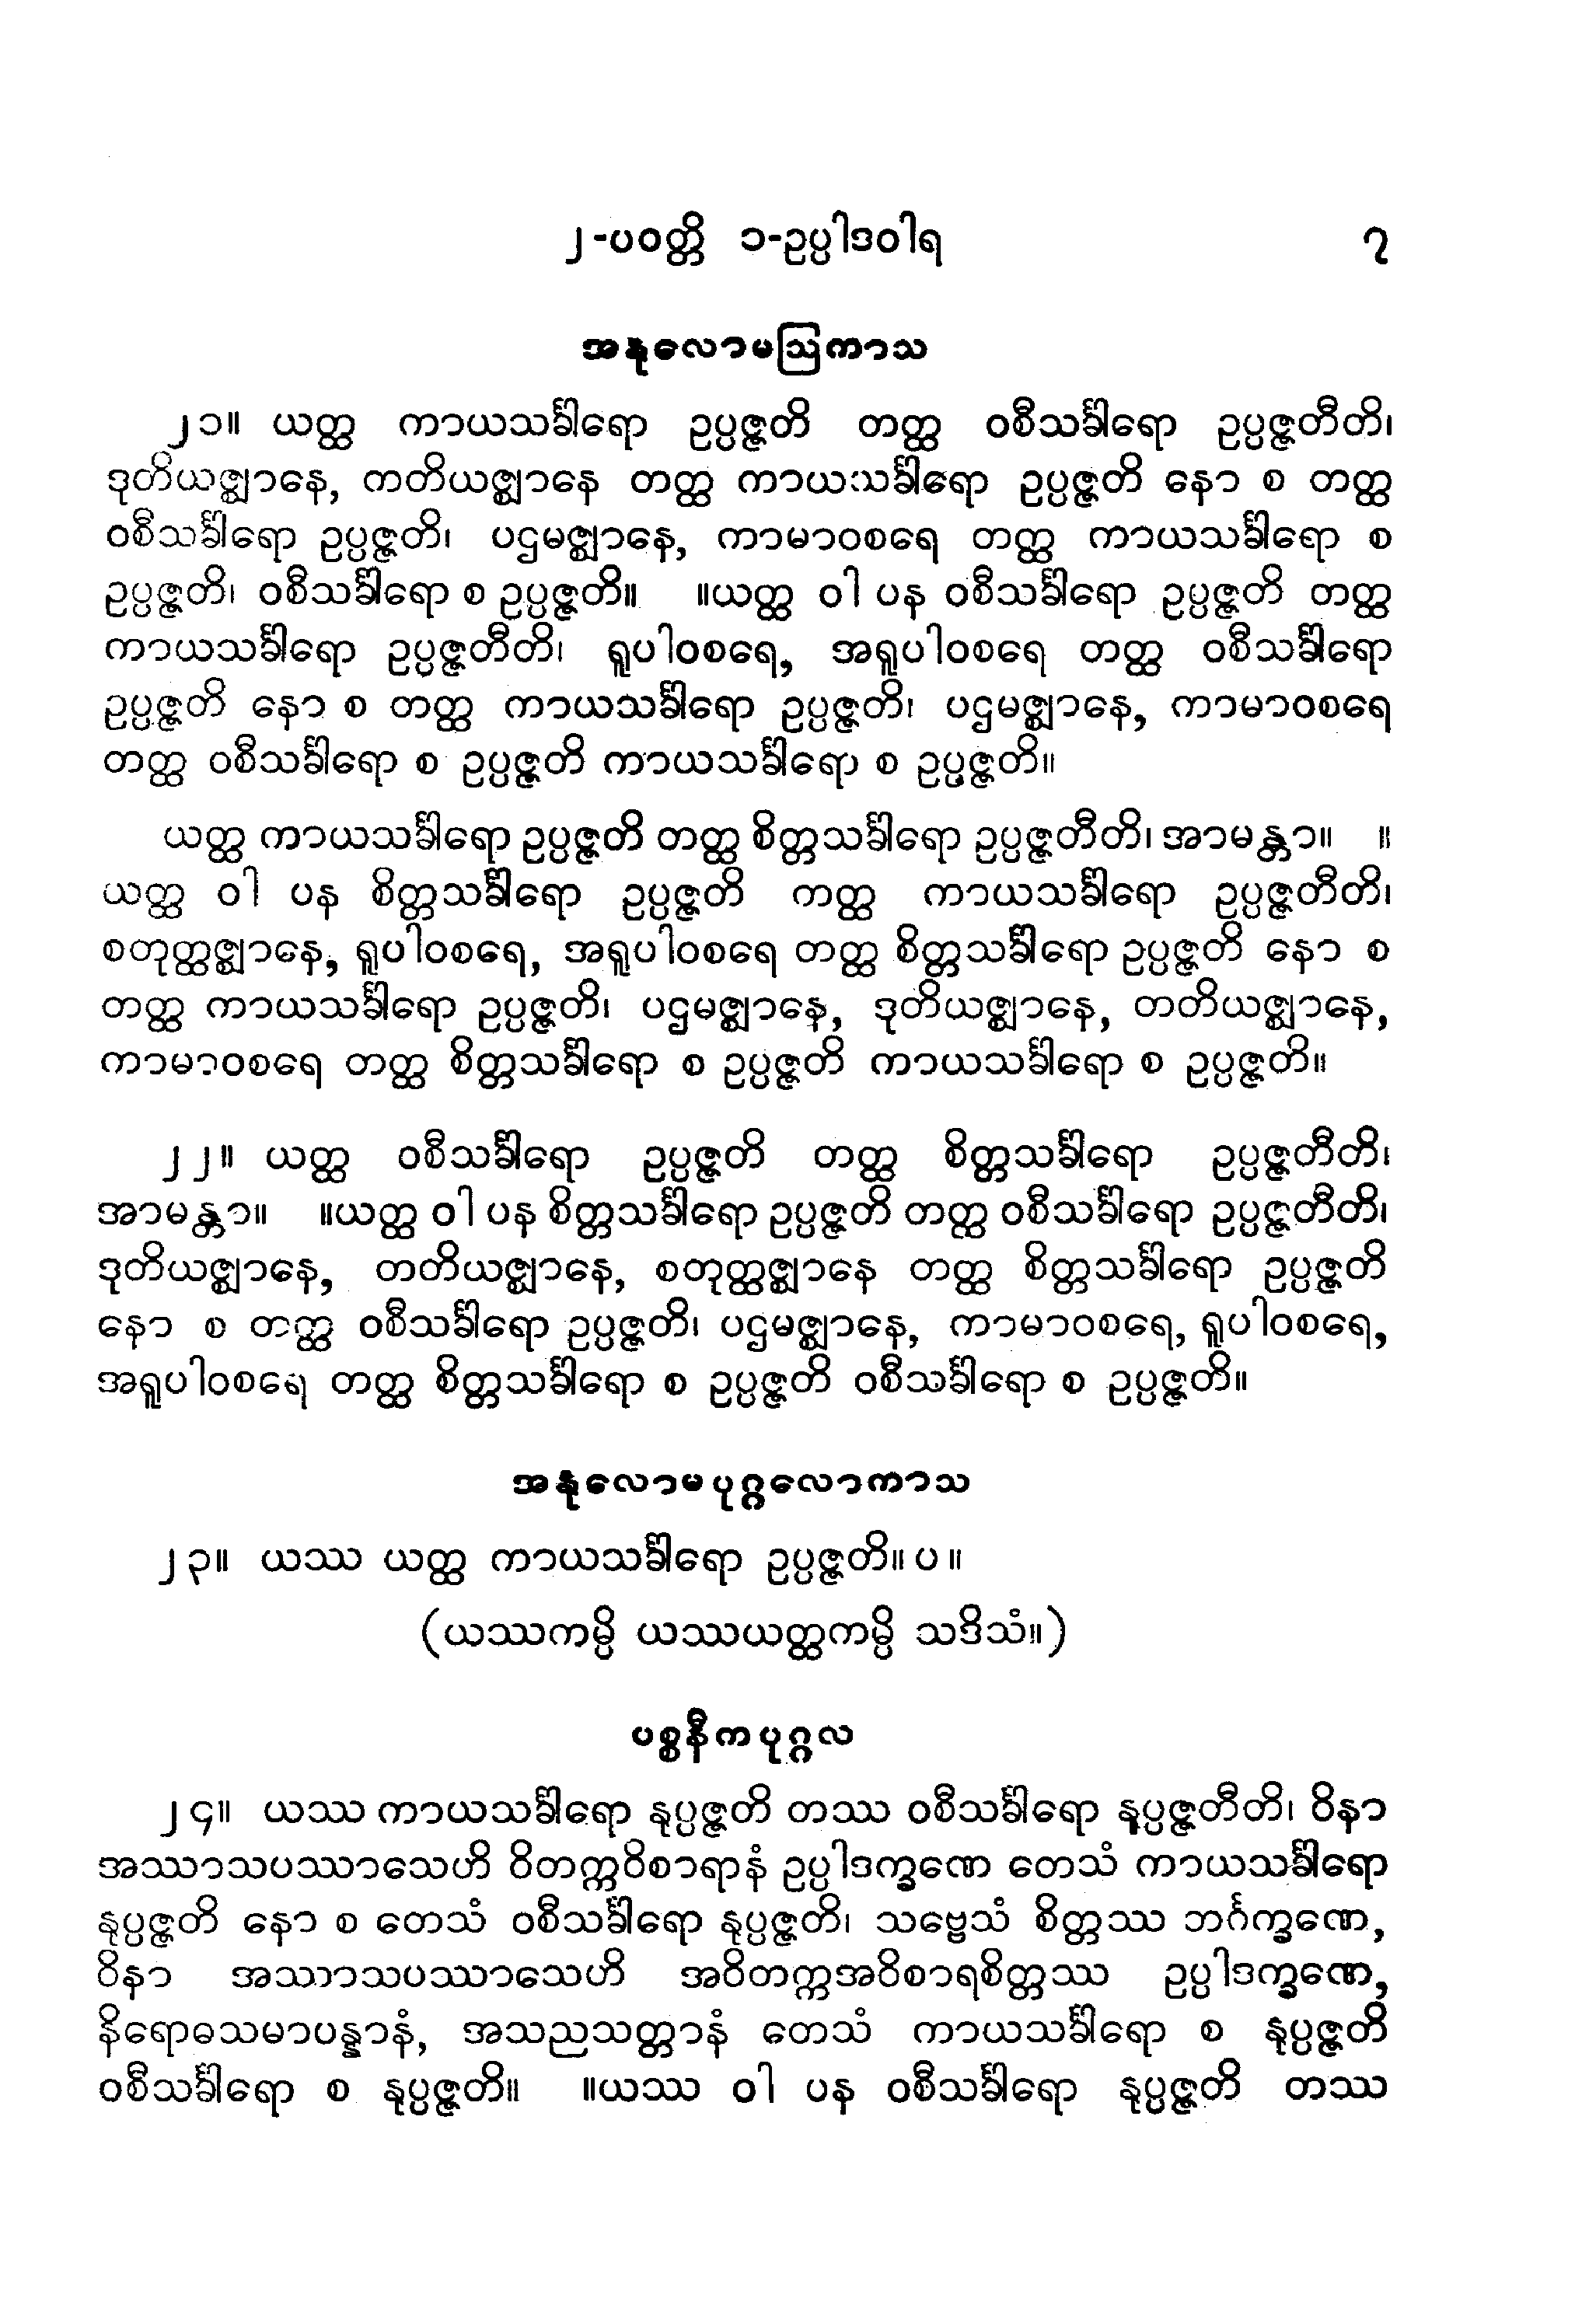 ၂-ပဝတ္တိ ၁-ဥပ္ပါဒဝါရ ၇
အနုလောမဩကာသ
၂၁။ ယတ္ထ ကာယသင်္ခါရော ဥပ္ပဇ္ဇတိ တတ္ထ ဝစီသင်္ခါရော ဥပ္ပဇ္ဇတီတိ၊
ဒုတိယဇ္ဈာနေ, ကတိယဇ္ဈာနေ တတ္ထ ကာယသင်္ခါရော ဥပ္ပဇ္ဇတိ နော စ တတ္ထ
ဝစီသင်္ခါရော ဥပ္ပဇ္ဇတိ၊ ပဌမဇ္ဈာနေ, ကာမာဝစရေ တတ္ထ ကာယသင်္ခါရော စ
ဥပ္ပဇ္ဇတိ၊ ဝစီသင်္ခါရော စ ဥပ္ပဇ္ဇတိ။ ။ယတ္ထ ဝါ ပန ဝစီသင်္ခါရော ဥပ္ပဇ္ဇတိ တတ္ထ
ကာယသင်္ခါရော ဥပ္ပဇ္ဇတီတိ၊ ရူပါဝစရေ, အရူပါဝစရေ တတ္ထ ဝစီသင်္ခါရော
ဥပ္ပဇ္ဇတိ နော စ တတ္ထ ကာယသင်္ခါရော ဥပ္ပဇ္ဇတိ၊ ပဌမဇ္ဈာနေ, ကာမာဝစရေ
တတ္ထ ဝစီသင်္ခါရော စ ဥပ္ပဇ္ဇတိ ကာယသင်္ခါရော စ ဥပ္ပဇ္ဇတိ။
ယတ္ထ ကာယသင်္ခါရော ဥပ္ပဇ္ဇတိ တတ္ထ စိတ္တသင်္ခါရော ဥပ္ပဇ္ဇတီတိ၊ အာမန္တာ။ ။
ယတ္ထ ဝါ ပန စိတ္တသင်္ခါရော ဥပ္ပဇ္ဇတိ ကတ္ထ ကာယသင်္ခါရော ဥပ္ပဇ္ဇတီတိ၊
စတုတ္ထဇ္ဈာနေ, ရူပါဝစရေ, အရူပါဝစရေ တတ္ထ စိတ္တသင်္ခါရော ဥပ္ပဇ္ဇတိ နော စ
တတ္ထ ကာယသင်္ခါရော ဥပ္ပဇ္ဇတိ၊ ပဌမဇ္ဈာနေ, ဒုတိယဇ္ဈာနေ, တတိယဇ္ဈာနေ,
ကာမာဝစရေ တတ္ထ စိတ္တသင်္ခါရော စ ဥပ္ပဇ္ဇတိ ကာယသင်္ခါရော စ ဥပ္ပဇ္ဇတိ။
၂၂။ ယတ္ထ ဝစီသင်္ခါရော ဥပ္ပဇ္ဇတိ တတ္ထ စိတ္တသင်္ခါရော ဥပ္ပဇ္ဇတီတိ၊
အာမန္တာ။ ။ယတ္ထ ဝါ ပန စိတ္တသင်္ခါရော ဥပ္ပဇ္ဇတိ တတ္ထ ဝစီသင်္ခါရော ဥပ္ပဇ္ဇတီတိ၊
ဒုတိယဇ္ဈာနေ, တတိယဇ္ဈာနေ, စတုတ္ထဇ္ဈာနေ တတ္ထ စိတ္တသင်္ခါရော ဥပ္ပဇ္ဇတိ
နော စ တတ္ထ ဝစီသင်္ခါရော ဥပ္ပဇ္ဇတိ၊ ပဌမဇ္ဈာနေ, ကာမာဝစရေ, ရူပါဝစရေ,
အရူပါဝစရေ တတ္ထ စိတ္တသင်္ခါရော စ ဥပ္ပဇ္ဇတိ ဝစီသင်္ခါရော စ ဥပ္ပဇ္ဇတိ။
အနုလောမပုဂ္ဂလောကာသ
၂၃။ ယဿ ယတ္ထ ကာယသင်္ခါရော ဥပ္ပဇ္ဇတိ။ ပ ။
(ယဿကမ္ပိ ယဿယတ္ထကမ္ပိ သဒိသံ။)
ပစ္စနီကပုဂ္ဂလ
၂၄။ ယဿ ကာယသင်္ခါရော နုပ္ပဇ္ဇတိ တဿ ဝစီသင်္ခါရော နုပ္ပဇ္ဇတီတိ၊ ဝိနာ
အဿာသပဿာသေဟိ ဝိတက္ကဝိစာရာနံ ဥပ္ပါဒက္ခဏေ တေသံ ကာယသင်္ခါရော
နုပ္ပဇ္ဇတိ နော စ တေသံ ဝစီသင်္ခါရော နုပ္ပဇ္ဇတိ၊ သဗ္ဗေသံ စိတ္တဿ ဘင်္ဂက္ခဏေ,
ဝိနာ အဿာသပဿာသေဟိ အဝိတက္ကအဝိစာရစိတ္တဿ ဥပ္ပါဒက္ခဏေ,
နိရောဓသမာပန္နာနံ, အသညသတ္တာနံ တေသံ ကာယသင်္ခါရော စ နုပ္ပဇ္ဇတိ
ဝစီသင်္ခါရော စ နုပ္ပဇ္ဇတိ။ ။ယဿ ဝါ ပန ဝစီသင်္ခါရော နုပ္ပဇ္ဇတိ တဿ